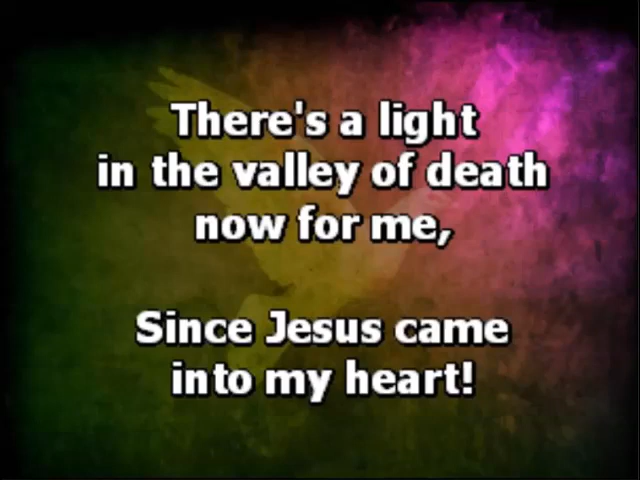 There's a light
in the valley of death
now for me,
Since Jesus came
into my heart!